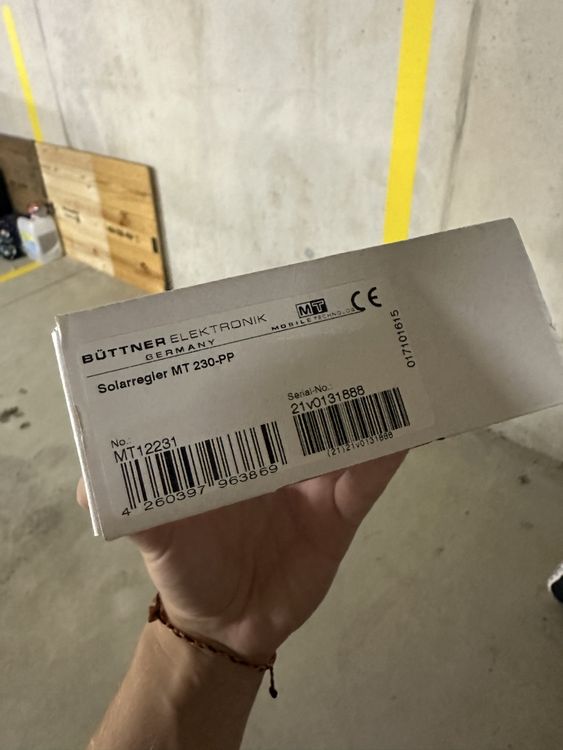 BÜTTNER ELEKTRONIK
GERMANY
MT
MOBILE TECHNOLOGY
CE
Solarregler MT 230-PP
017101615
No.:
MT12231
4 260397 963869
Serial-No.:
21v0131888
(21)21v0131888